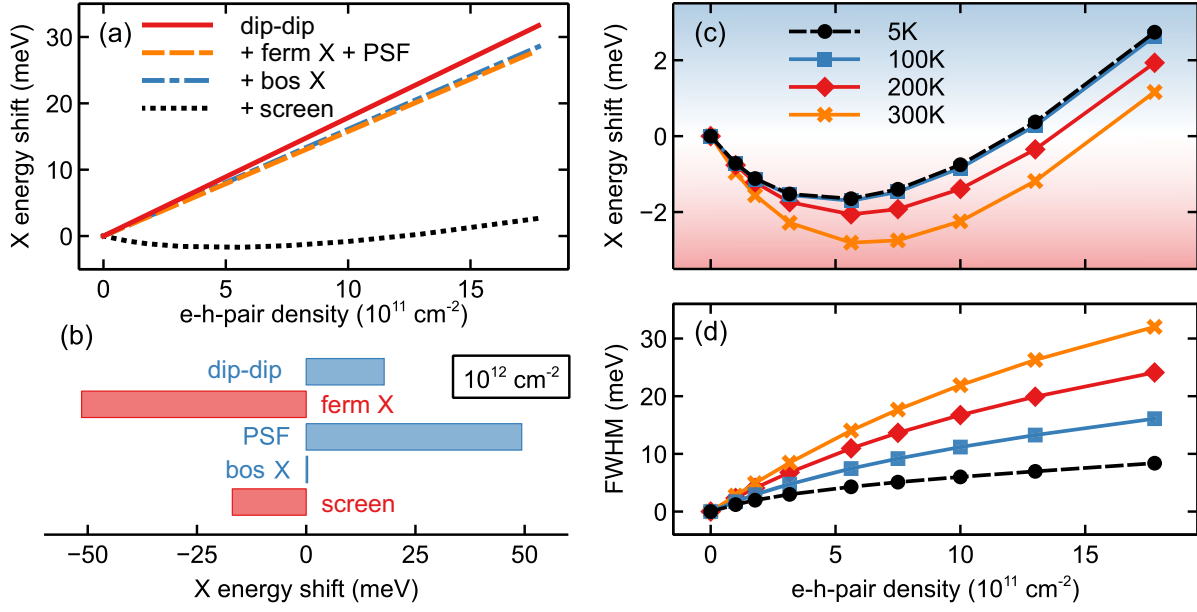 (a)
dip-dip
+ ferm X + PSF
+ bos X
+ screen
X energy shift (meV)
30
20
10
0
0 5 10 15
e-h-pair density (10¹¹ cm⁻²)
(b)
dip-dip
10¹² cm⁻²
ferm X
PSF
bos X
screen
−50 −25 0 25 50
X energy shift (meV)
(c)
5K
100K
200K
300K
X energy shift (meV)
2
0
−2
(d)
FWHM (meV)
30
20
10
0
0 5 10 15
e-h-pair density (10¹¹ cm⁻²)